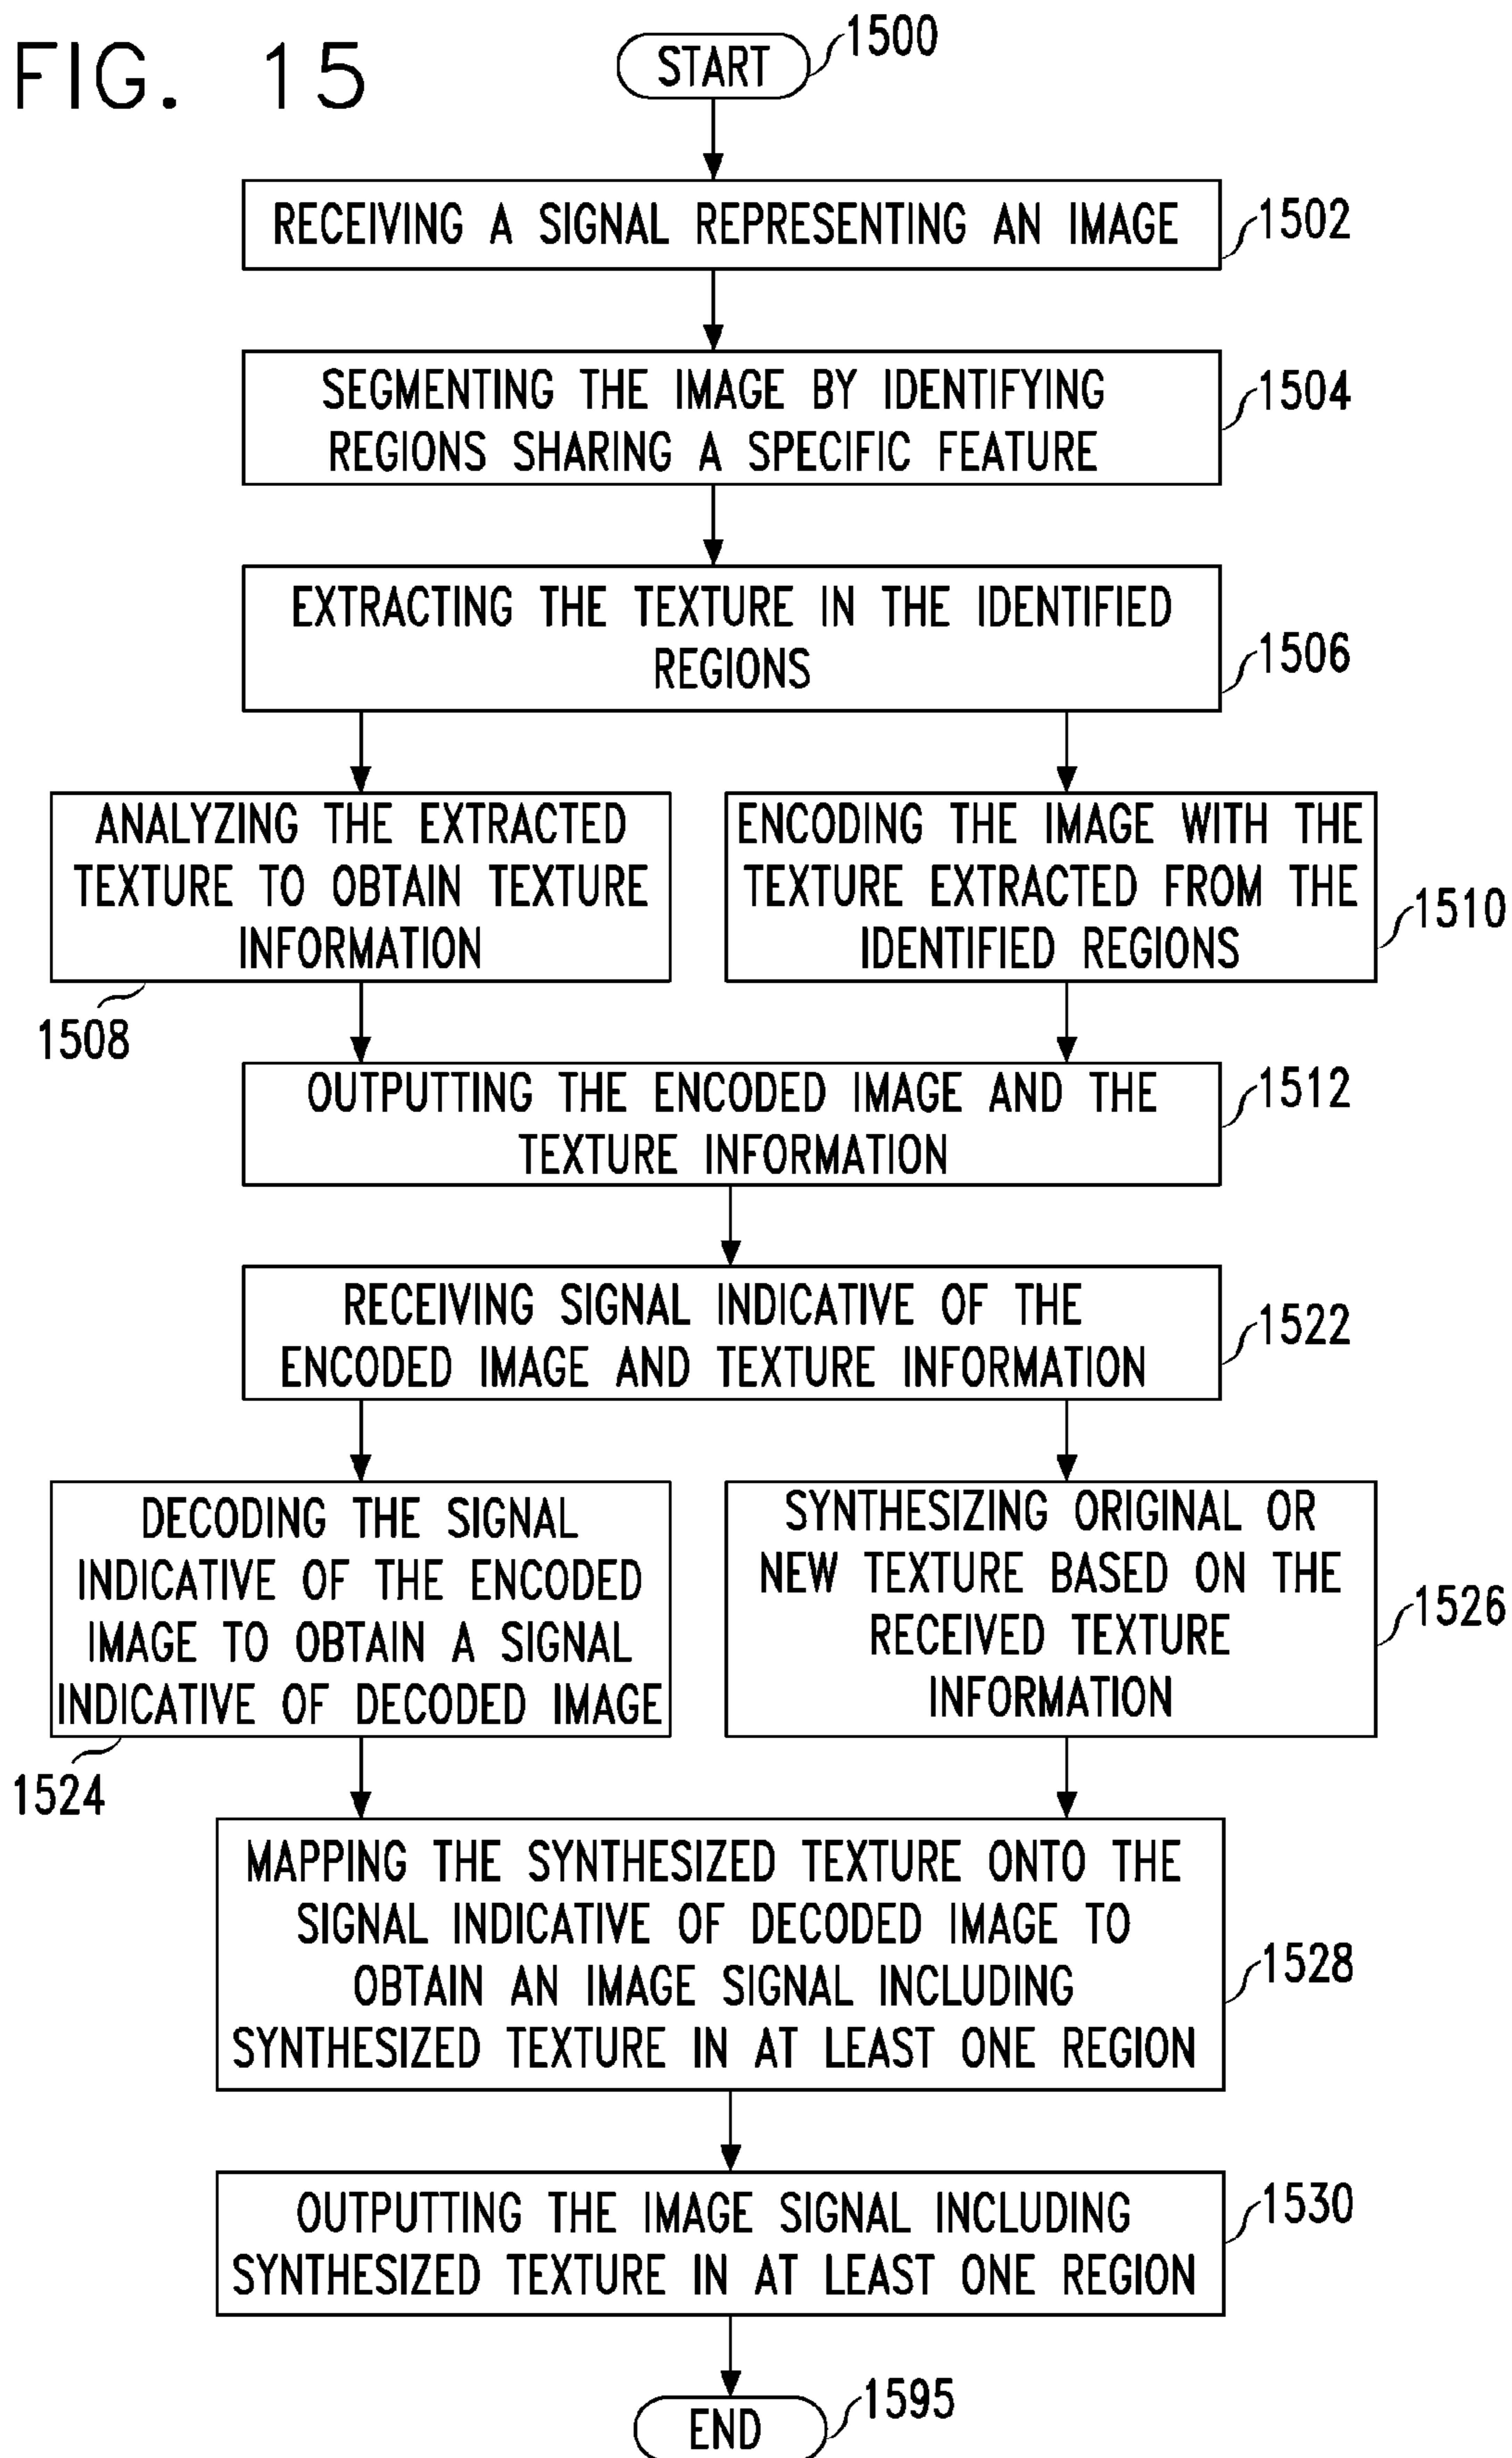 FIG. 15
START
1500
RECEIVING A SIGNAL REPRESENTING AN IMAGE
1502
SEGMENTING THE IMAGE BY IDENTIFYING
REGIONS SHARING A SPECIFIC FEATURE
1504
EXTRACTING THE TEXTURE IN THE IDENTIFIED
REGIONS
1506
ANALYZING THE EXTRACTED
TEXTURE TO OBTAIN TEXTURE
INFORMATION
1508
ENCODING THE IMAGE WITH THE
TEXTURE EXTRACTED FROM THE
IDENTIFIED REGIONS
1510
OUTPUTTING THE ENCODED IMAGE AND THE
TEXTURE INFORMATION
1512
RECEIVING SIGNAL INDICATIVE OF THE
ENCODED IMAGE AND TEXTURE INFORMATION
1522
DECODING THE SIGNAL
INDICATIVE OF THE ENCODED
IMAGE TO OBTAIN A SIGNAL
INDICATIVE OF DECODED IMAGE
1524
SYNTHESIZING ORIGINAL OR
NEW TEXTURE BASED ON THE
RECEIVED TEXTURE
INFORMATION
1526
MAPPING THE SYNTHESIZED TEXTURE ONTO THE
SIGNAL INDICATIVE OF DECODED IMAGE TO
OBTAIN AN IMAGE SIGNAL INCLUDING
SYNTHESIZED TEXTURE IN AT LEAST ONE REGION
1528
OUTPUTTING THE IMAGE SIGNAL INCLUDING
SYNTHESIZED TEXTURE IN AT LEAST ONE REGION
1530
END
1595